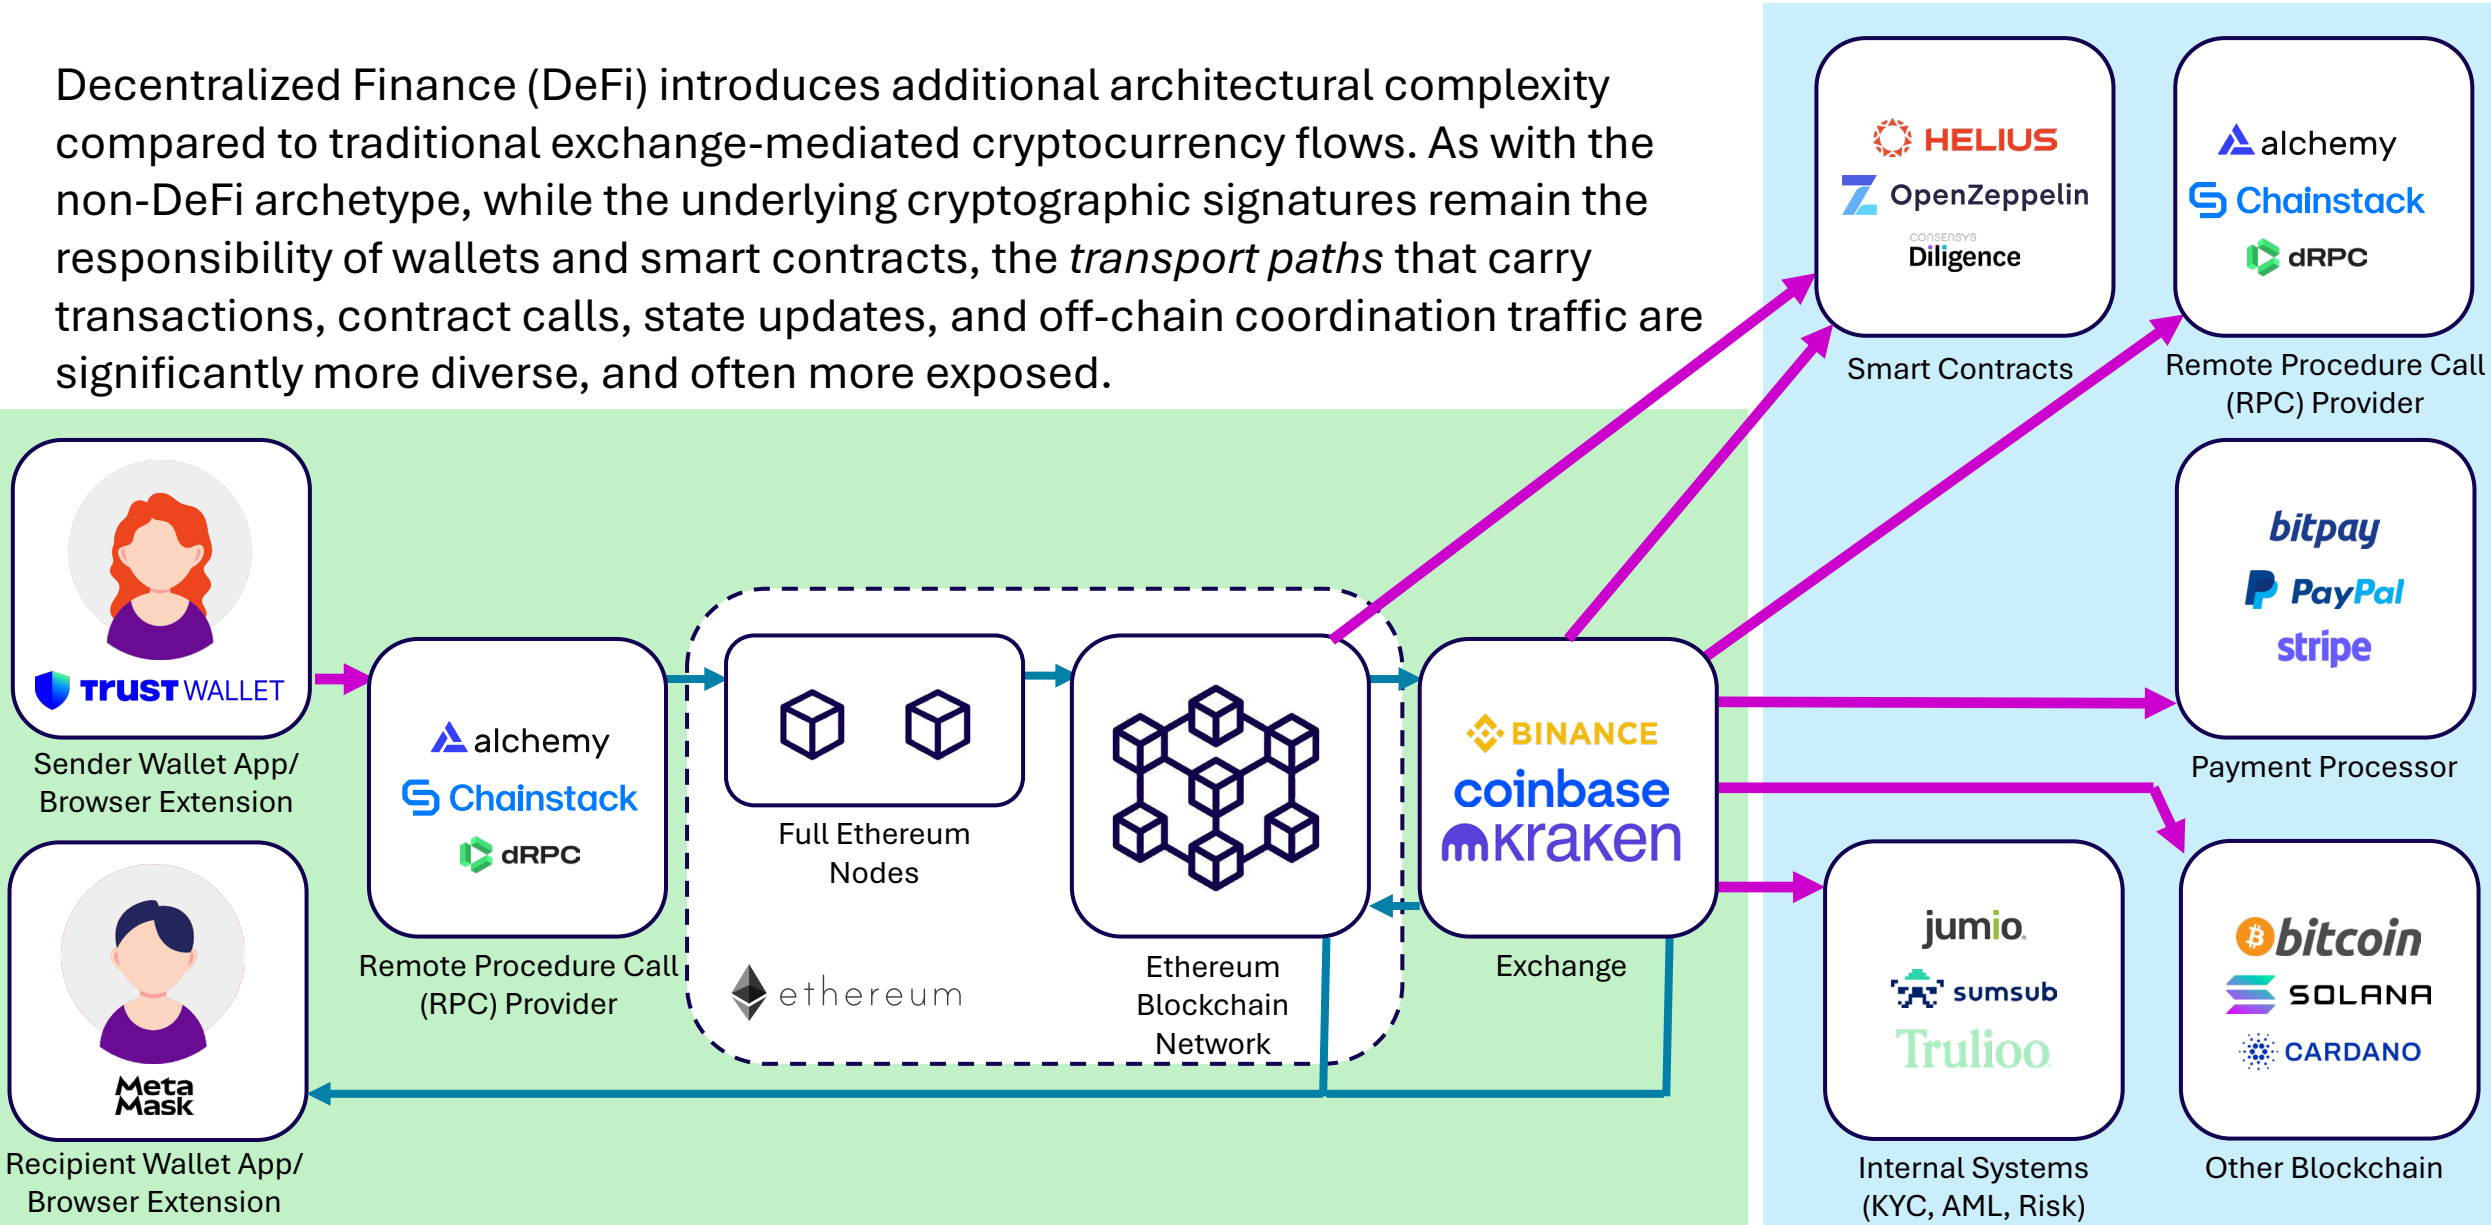 Decentralized Finance (DeFi) introduces additional architectural complexity
compared to traditional exchange-mediated cryptocurrency flows. As with the
non-DeFi archetype, while the underlying cryptographic signatures remain the
responsibility of wallets and smart contracts, the transport paths that carry
transactions, contract calls, state updates, and off-chain coordination traffic are
significantly more diverse, and often more exposed.
HELIUS
OpenZeppelin
CONSENSYS
Diligence
Smart Contracts
alchemy
Chainstack
dRPC
Remote Procedure Call
(RPC) Provider
TRUST WALLET
Sender Wallet App/
Browser Extension
Meta
Mask
Recipient Wallet App/
Browser Extension
alchemy
Chainstack
dRPC
Remote Procedure Call
(RPC) Provider
Full Ethereum
Nodes
ethereum
Ethereum
Blockchain
Network
BINANCE
coinbase
kraken
Exchange
bitpay
PayPal
stripe
Payment Processor
jumio.
sumsub
Trulioo
Internal Systems
(KYC, AML, Risk)
bitcoin
SOLANA
CARDANO
Other Blockchain